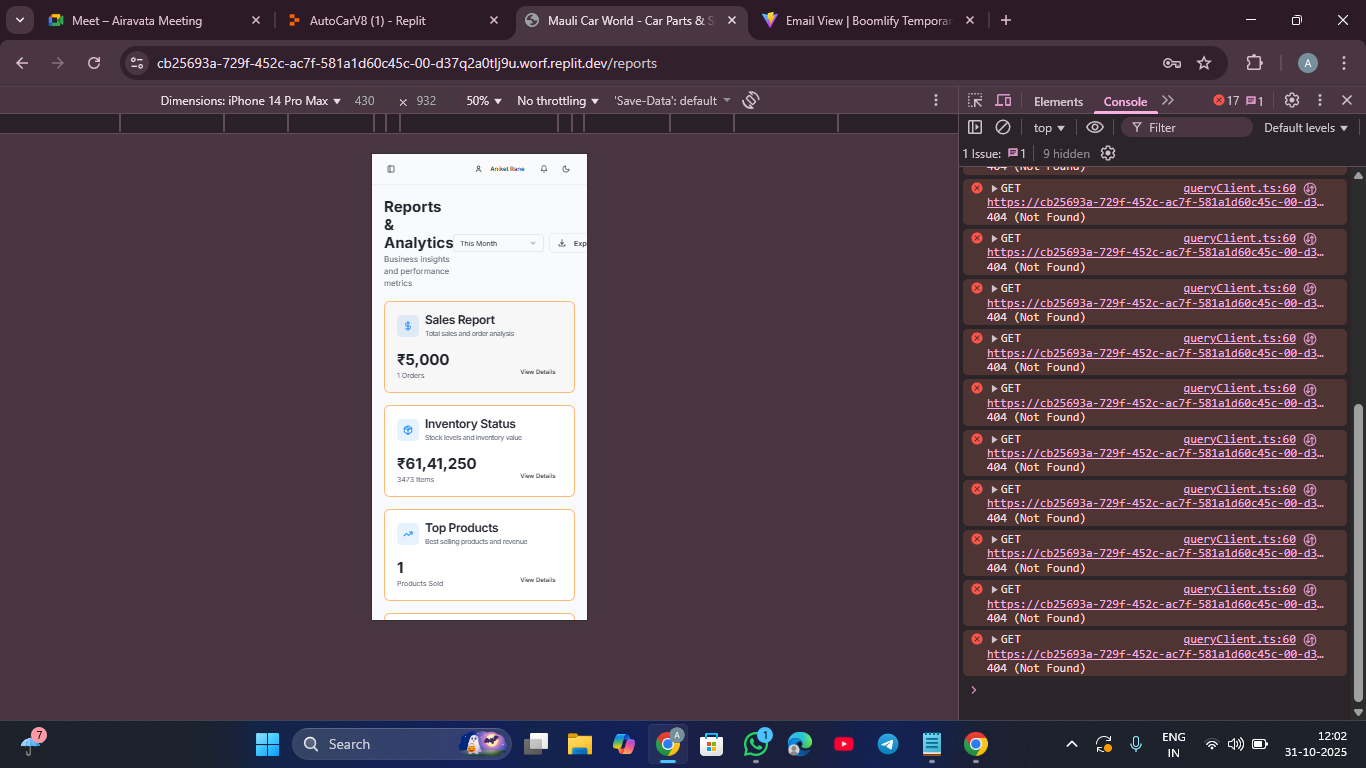 Meet – Airavata Meeting
AutoCarV8 (1) - Replit
Mauli Car World - Car Parts & S
Email View | Boomlify Temporar
cb25693a-729f-452c-ac7f-581a1d60c45c-00-d37q2a0tlj9u.worf.replit.dev/reports
A
Dimensions: iPhone 14 Pro Max
430
×
932
50%
No throttling
'Save-Data': default
Elements
Console
17
1
top
Filter
Default levels
1 Issue:
1
9 hidden
404 (Not Found)
GET
queryClient.ts:60
https://cb25693a-729f-452c-ac7f-581a1d60c45c-00-d3…
404 (Not Found)
GET
queryClient.ts:60
https://cb25693a-729f-452c-ac7f-581a1d60c45c-00-d3…
404 (Not Found)
GET
queryClient.ts:60
https://cb25693a-729f-452c-ac7f-581a1d60c45c-00-d3…
404 (Not Found)
GET
queryClient.ts:60
https://cb25693a-729f-452c-ac7f-581a1d60c45c-00-d3…
404 (Not Found)
GET
queryClient.ts:60
https://cb25693a-729f-452c-ac7f-581a1d60c45c-00-d3…
404 (Not Found)
GET
queryClient.ts:60
https://cb25693a-729f-452c-ac7f-581a1d60c45c-00-d3…
404 (Not Found)
GET
queryClient.ts:60
https://cb25693a-729f-452c-ac7f-581a1d60c45c-00-d3…
404 (Not Found)
GET
queryClient.ts:60
https://cb25693a-729f-452c-ac7f-581a1d60c45c-00-d3…
404 (Not Found)
GET
queryClient.ts:60
https://cb25693a-729f-452c-ac7f-581a1d60c45c-00-d3…
404 (Not Found)
GET
queryClient.ts:60
https://cb25693a-729f-452c-ac7f-581a1d60c45c-00-d3…
404 (Not Found)
Aniket Rane
Reports
&
Analytics
This Month
Exp
Business insights
and performance
metrics
Sales Report
Total sales and order analysis
₹5,000
1 Orders
View Details
Inventory Status
Stock levels and inventory value
₹61,41,250
3473 Items
View Details
Top Products
Best selling products and revenue
1
Products Sold
View Details
7
Search
A
1
ENG
IN
12:02
31-10-2025